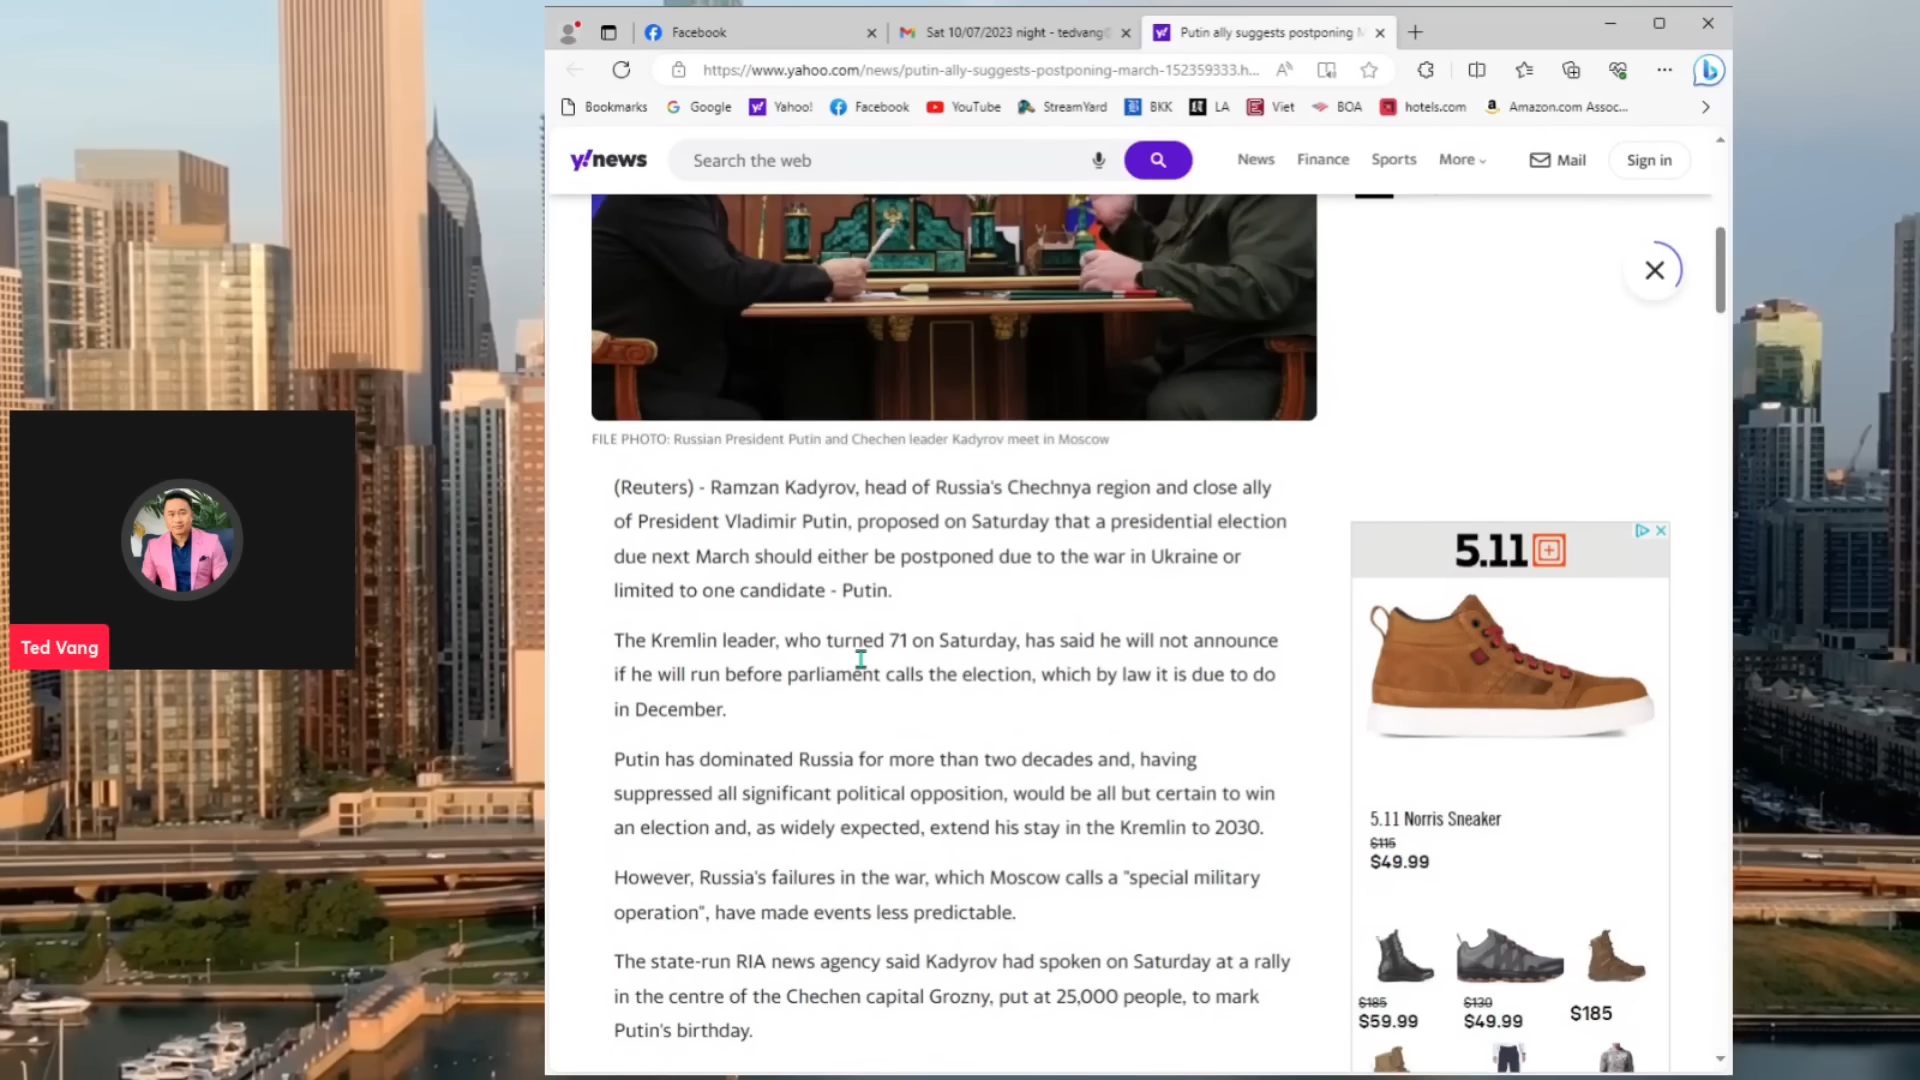 Facebook
Sat 10/07/2023 night - tedvang
Putin ally suggests postponing M
https://www.yahoo.com/news/putin-ally-suggests-postponing-march-152359333.h...
Bookmarks
Google
Yahoo!
Facebook
YouTube
StreamYard
BKK
LA
Viet
BOA
hotels.com
Amazon.com Assoc...
y!news
Search the web
News
Finance
Sports
More
Mail
Sign in
FILE PHOTO: Russian President Putin and Chechen leader Kadyrov meet in Moscow
(Reuters) - Ramzan Kadyrov, head of Russia's Chechnya region and close ally
of President Vladimir Putin, proposed on Saturday that a presidential election
due next March should either be postponed due to the war in Ukraine or
limited to one candidate - Putin.
The Kremlin leader, who turned 71 on Saturday, has said he will not announce
if he will run before parliament calls the election, which by law it is due to do
in December.
Putin has dominated Russia for more than two decades and, having
suppressed all significant political opposition, would be all but certain to win
an election and, as widely expected, extend his stay in the Kremlin to 2030.
However, Russia's failures in the war, which Moscow calls a "special military
operation", have made events less predictable.
The state-run RIA news agency said Kadyrov had spoken on Saturday at a rally
in the centre of the Chechen capital Grozny, put at 25,000 people, to mark
Putin's birthday.
5.11
5.11 Norris Sneaker
$115
$49.99
$185
$130
$59.99
$49.99
$185
Ted Vang